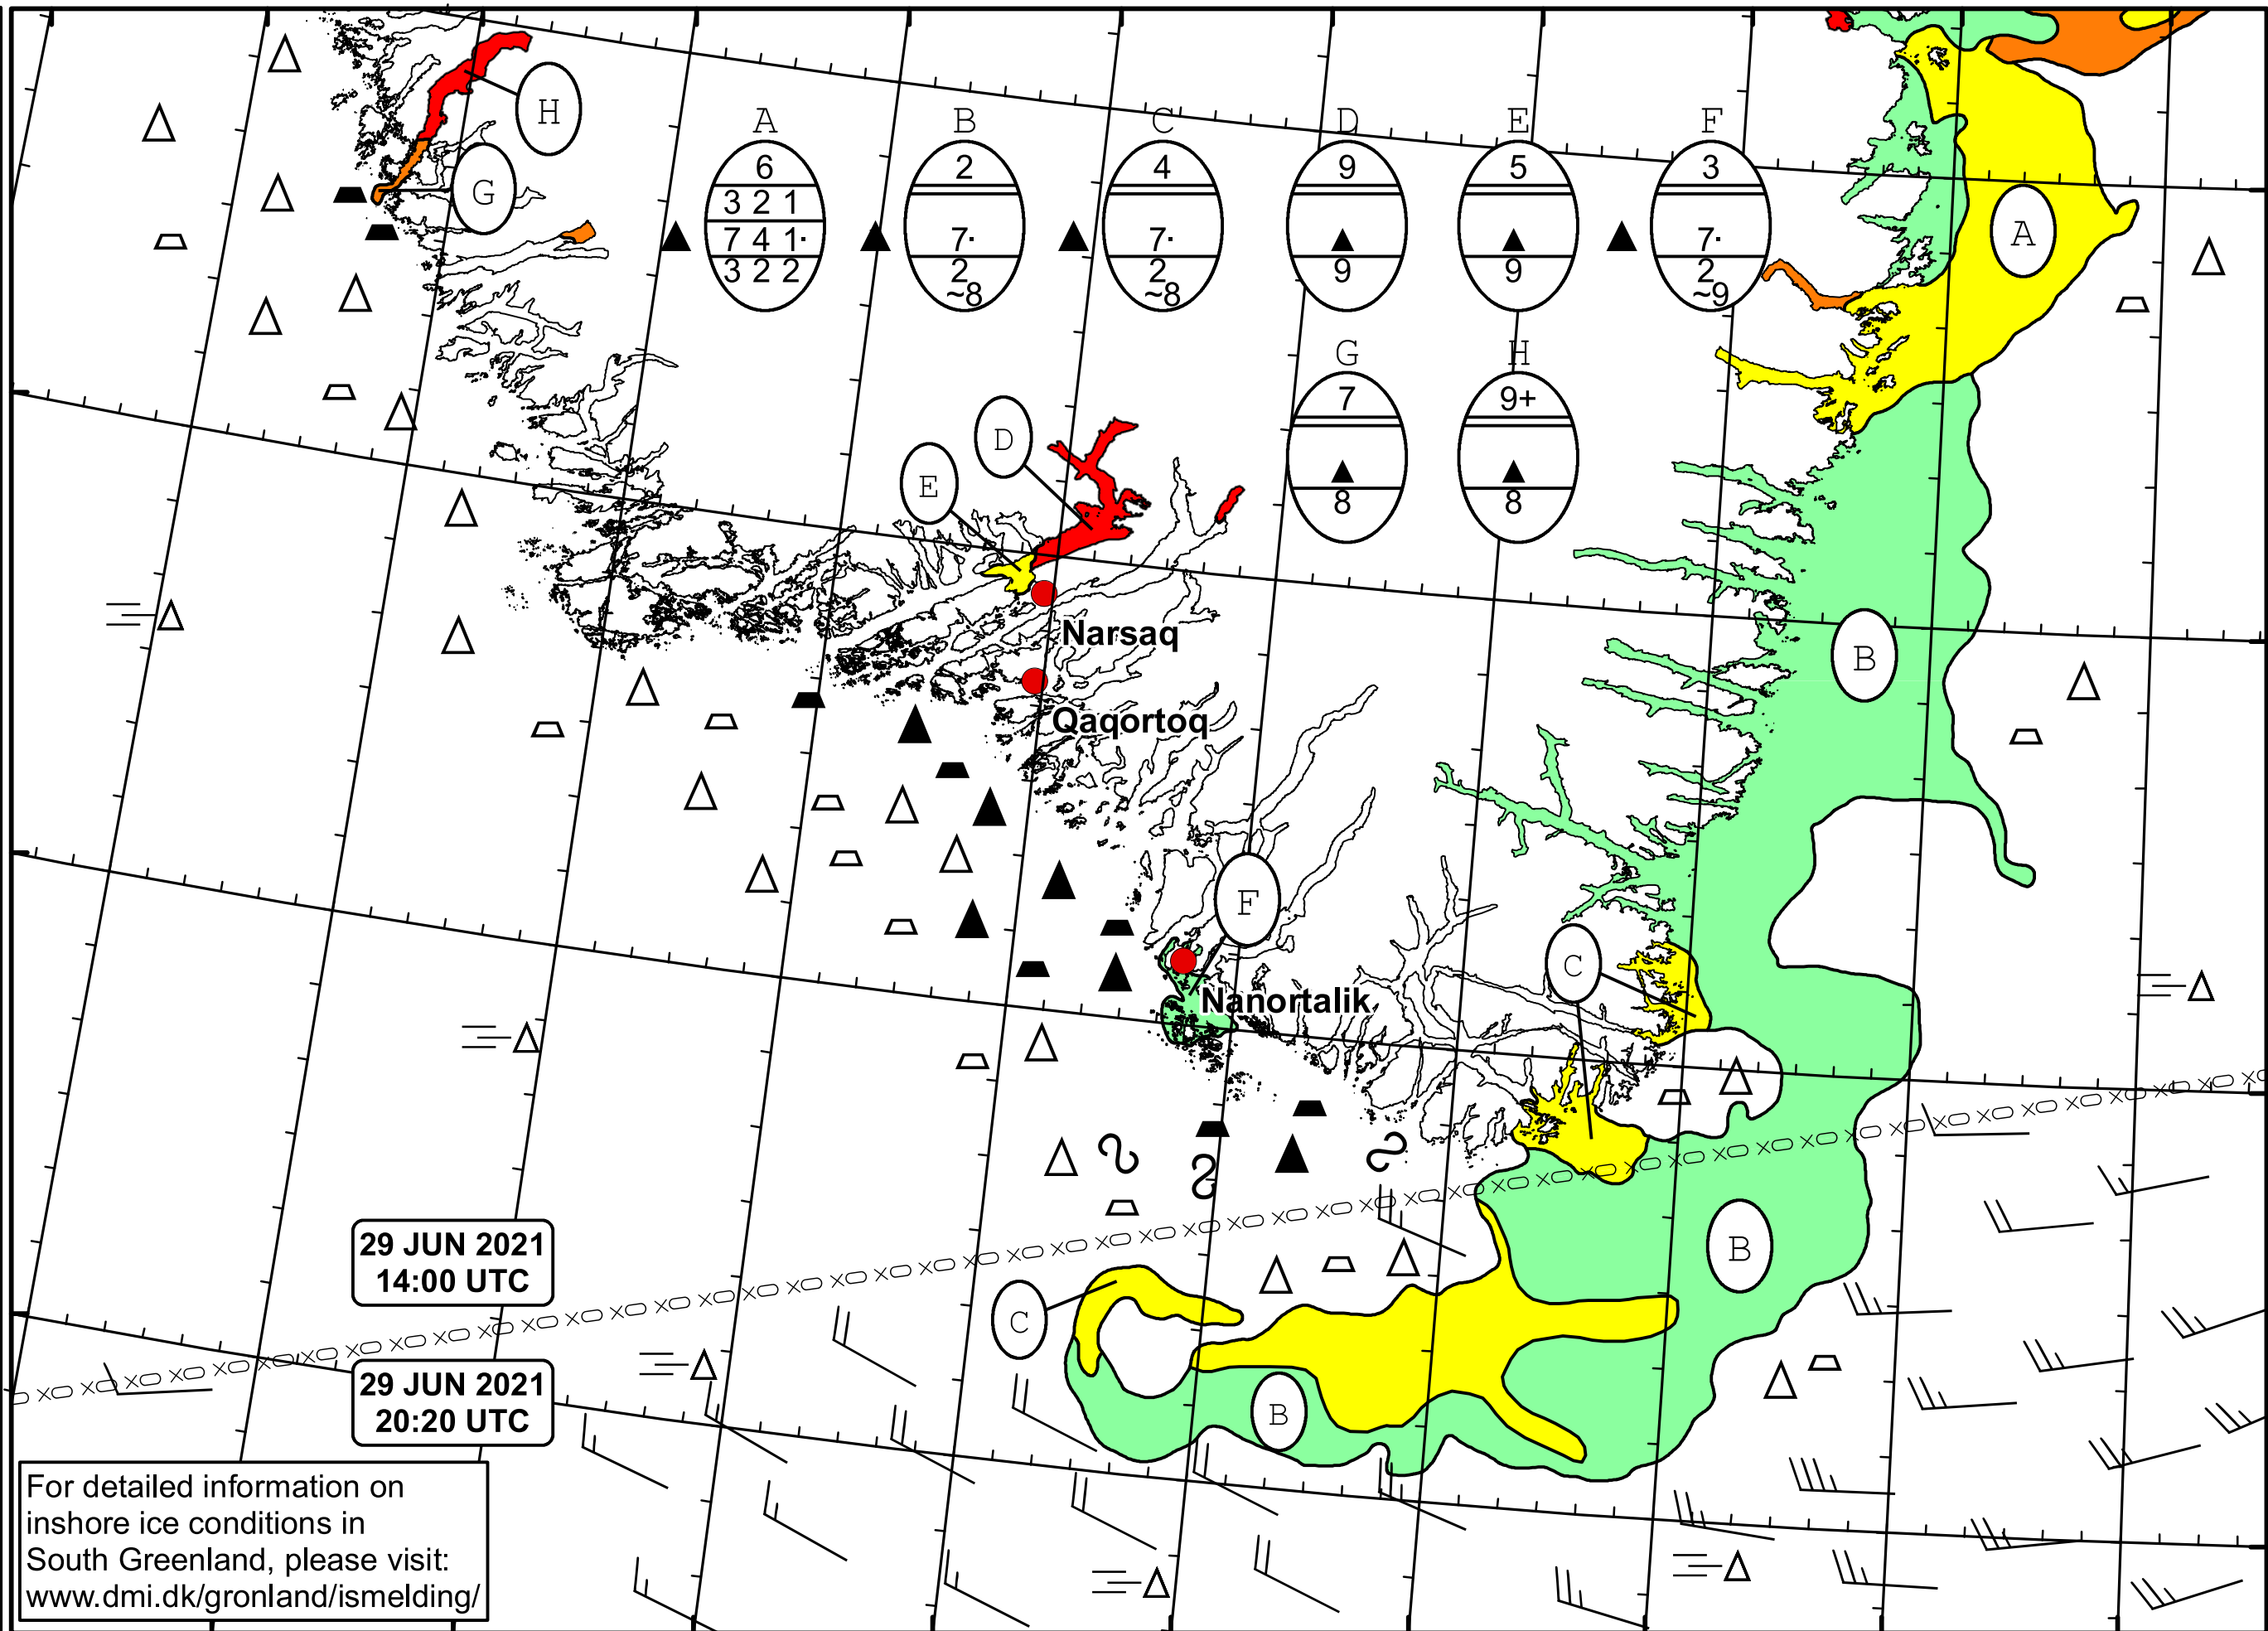 H
G
A B C D E F
6 2 4 9 5 3
3 2 1
7 4 1· 7· 7· 7·
3 2 2 2 2 9 9 2
~8 ~8 ~9
G H
7 9+
8 8
A
D
E
B
Narsaq
Qaqortoq
F
C
Nanortalik
B
C
B
29 JUN 2021
14:00 UTC
29 JUN 2021
20:20 UTC
For detailed information on
inshore ice conditions in
South Greenland, please visit:
www.dmi.dk/gronland/ismelding/